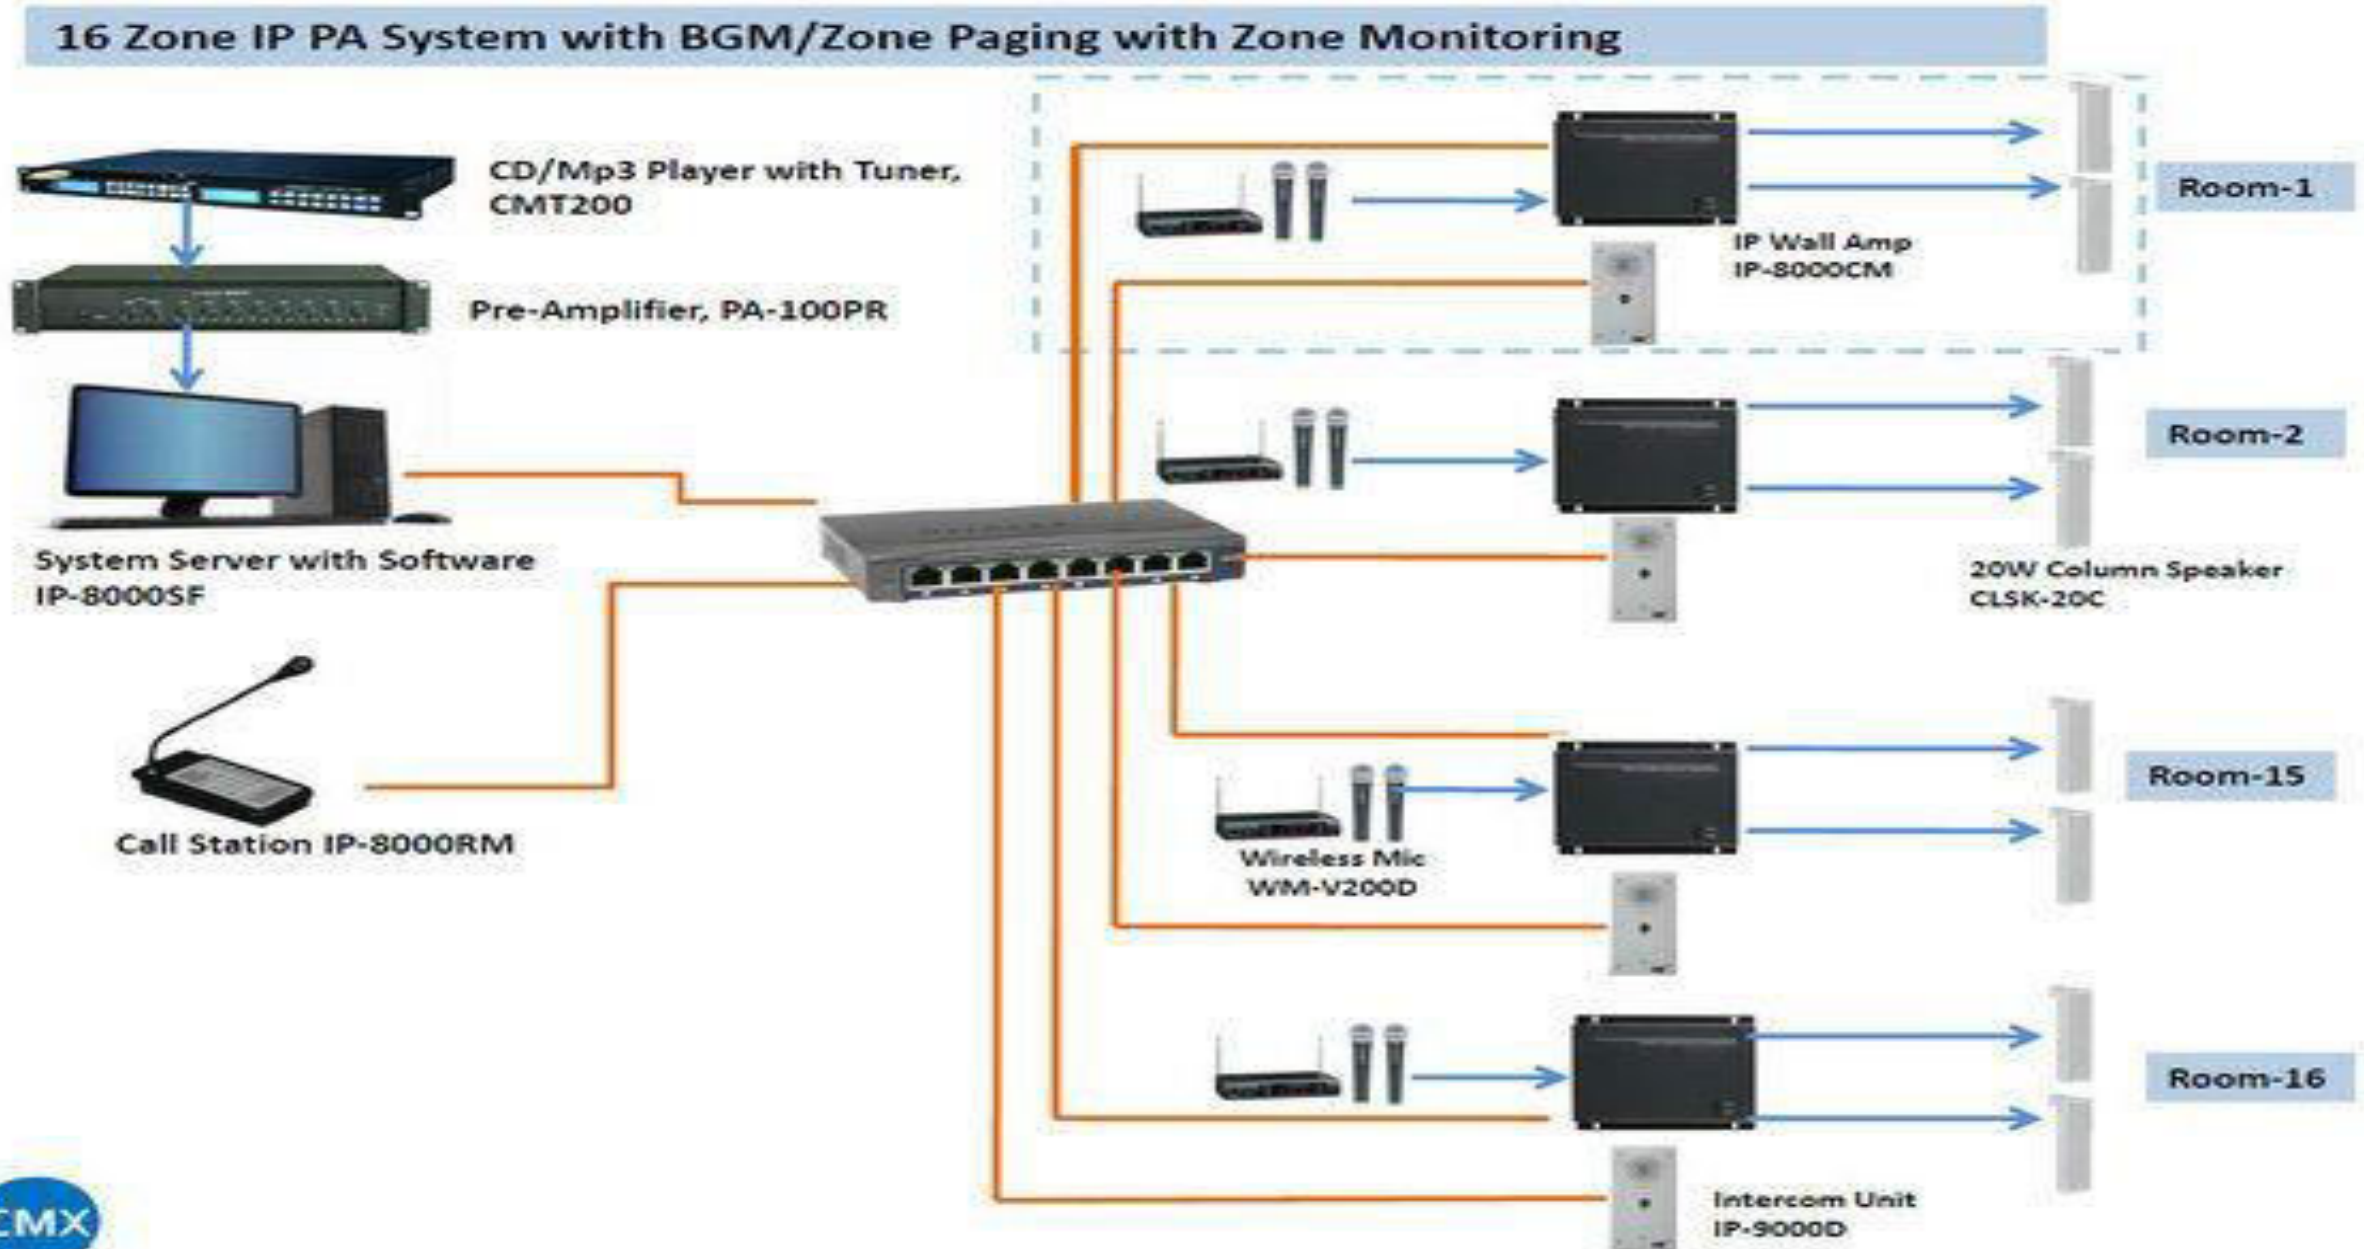 16 Zone IP PA System with BGM/Zone Paging with Zone Monitoring
CD/Mp3 Player with Tuner,
CMT200
Pre-Amplifier, PA-100PR
System Server with Software
IP-8000SF
Call Station IP-8000RM
IP Wall Amp
IP-8000CM
Room-1
Room-2
20W Column Speaker
CLSK-20C
Room-15
Wireless Mic
WM-V200D
Room-16
Intercom Unit
IP-9000D
CMX